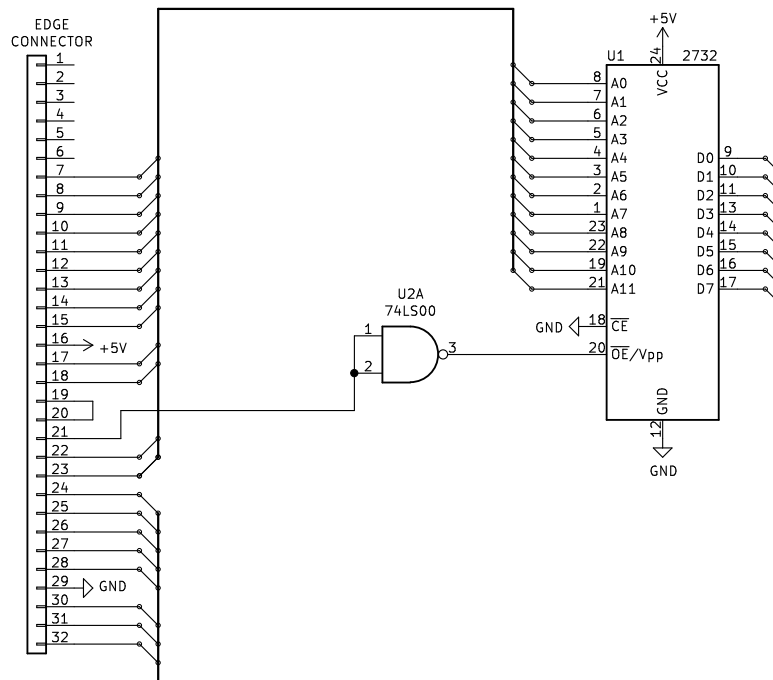 EDGE
CONNECTOR
1
2
3
4
5
6
7
8
9
10
11
12
13
14
15
16 +5V
17
18
19
20
21
22
23
24
25
26
27
28
29 GND
30
31
32
U2A
74LS00
1
2
3
+5V
U1 2732
24
VCC
8 A0
7 A1
6 A2
5 A3
4 A4
3 A5
2 A6
1 A7
23 A8
22 A9
19 A10
21 A11
GND 18 CE
20 OE/Vpp
D0 9
D1 10
D2 11
D3 13
D4 14
D5 15
D6 16
D7 17
GND
12
GND